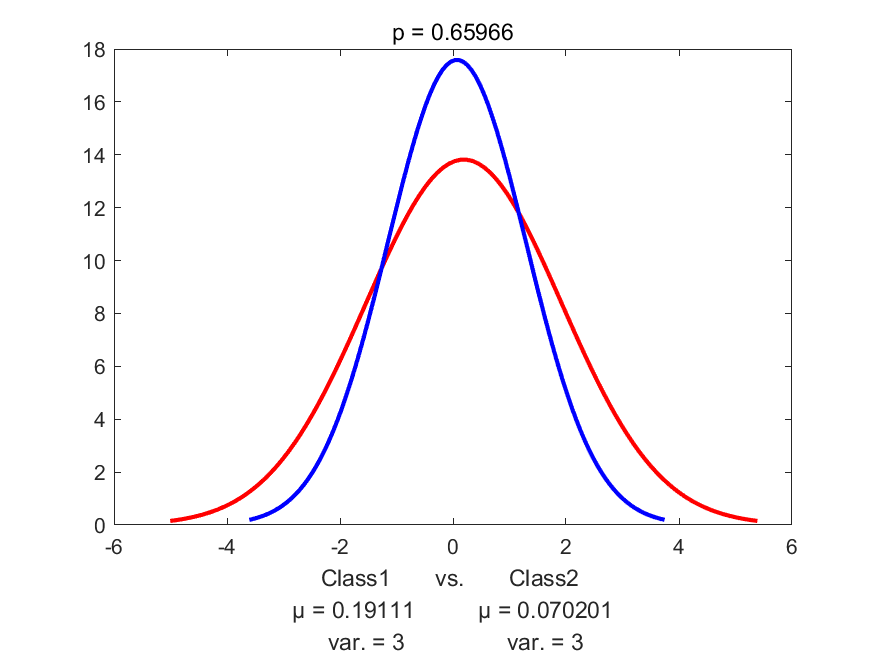 p = 0.65966
18
16
14
12
10
8
6
4
2
0
-6 -4 -2 0 2 4 6
Class1 vs. Class2
μ = 0.19111 μ = 0.070201
var. = 3 var. = 3